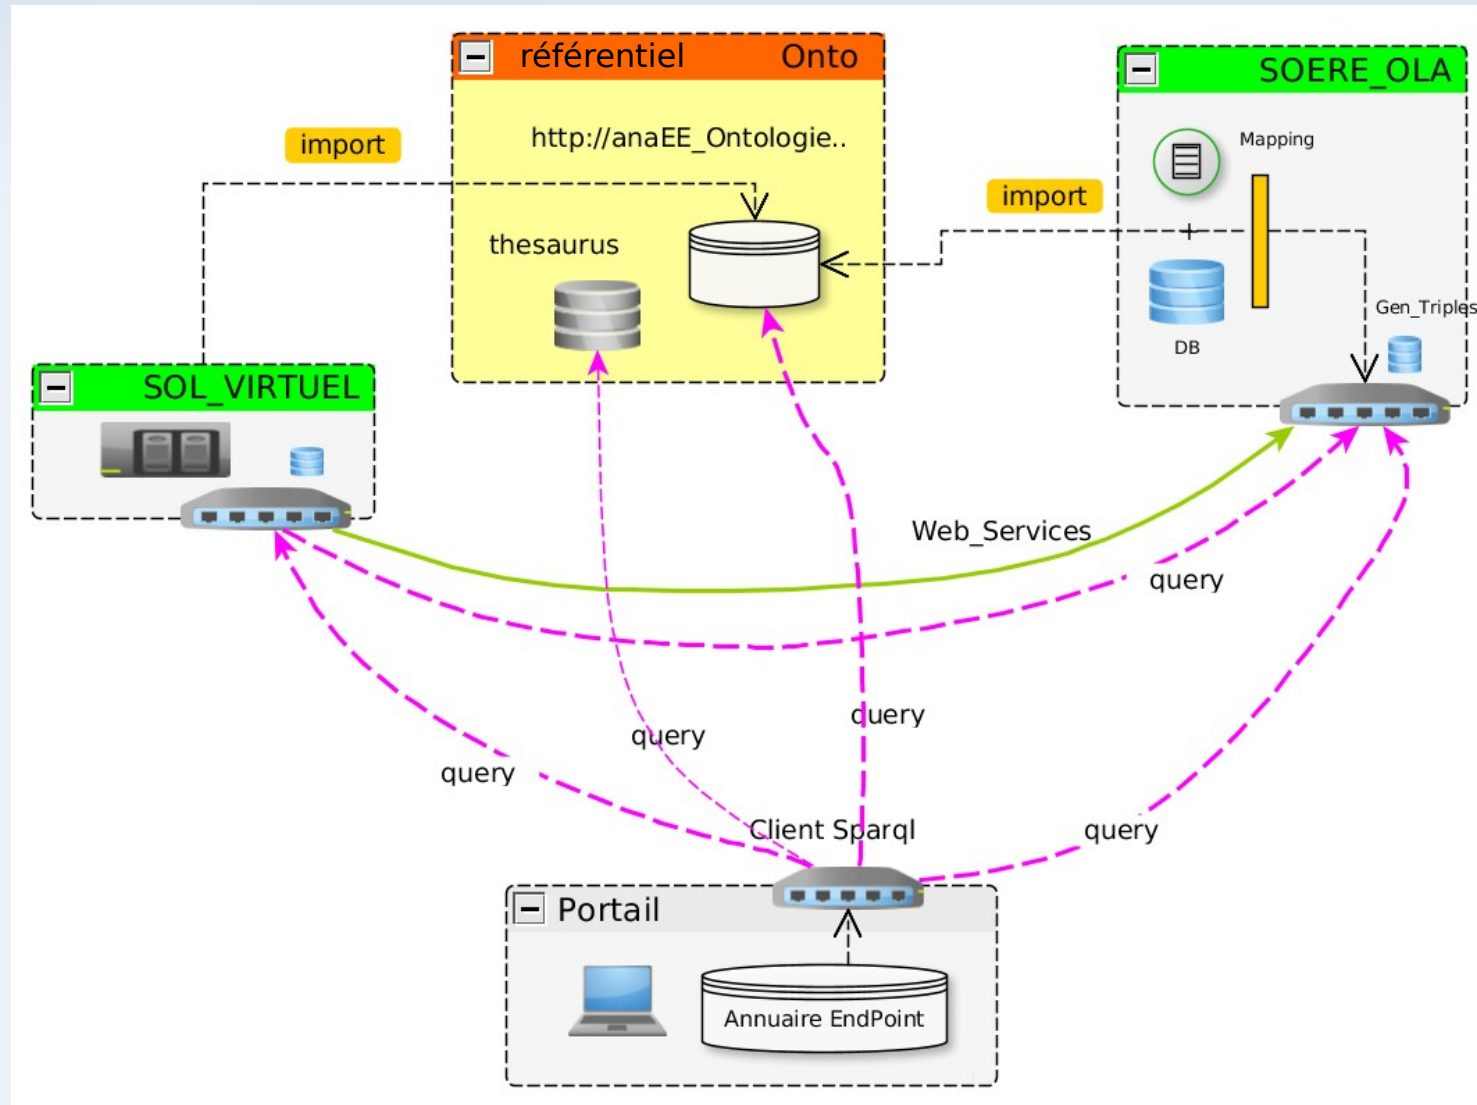 référentiel Onto
SOERE_OLA
import
http://anaEE_Ontologie..
Mapping
import
thesaurus
Gen_Triples
DB
SOL_VIRTUEL
Web_Services
query
query
query
query
Client Sparql
query
Portail
Annuaire EndPoint